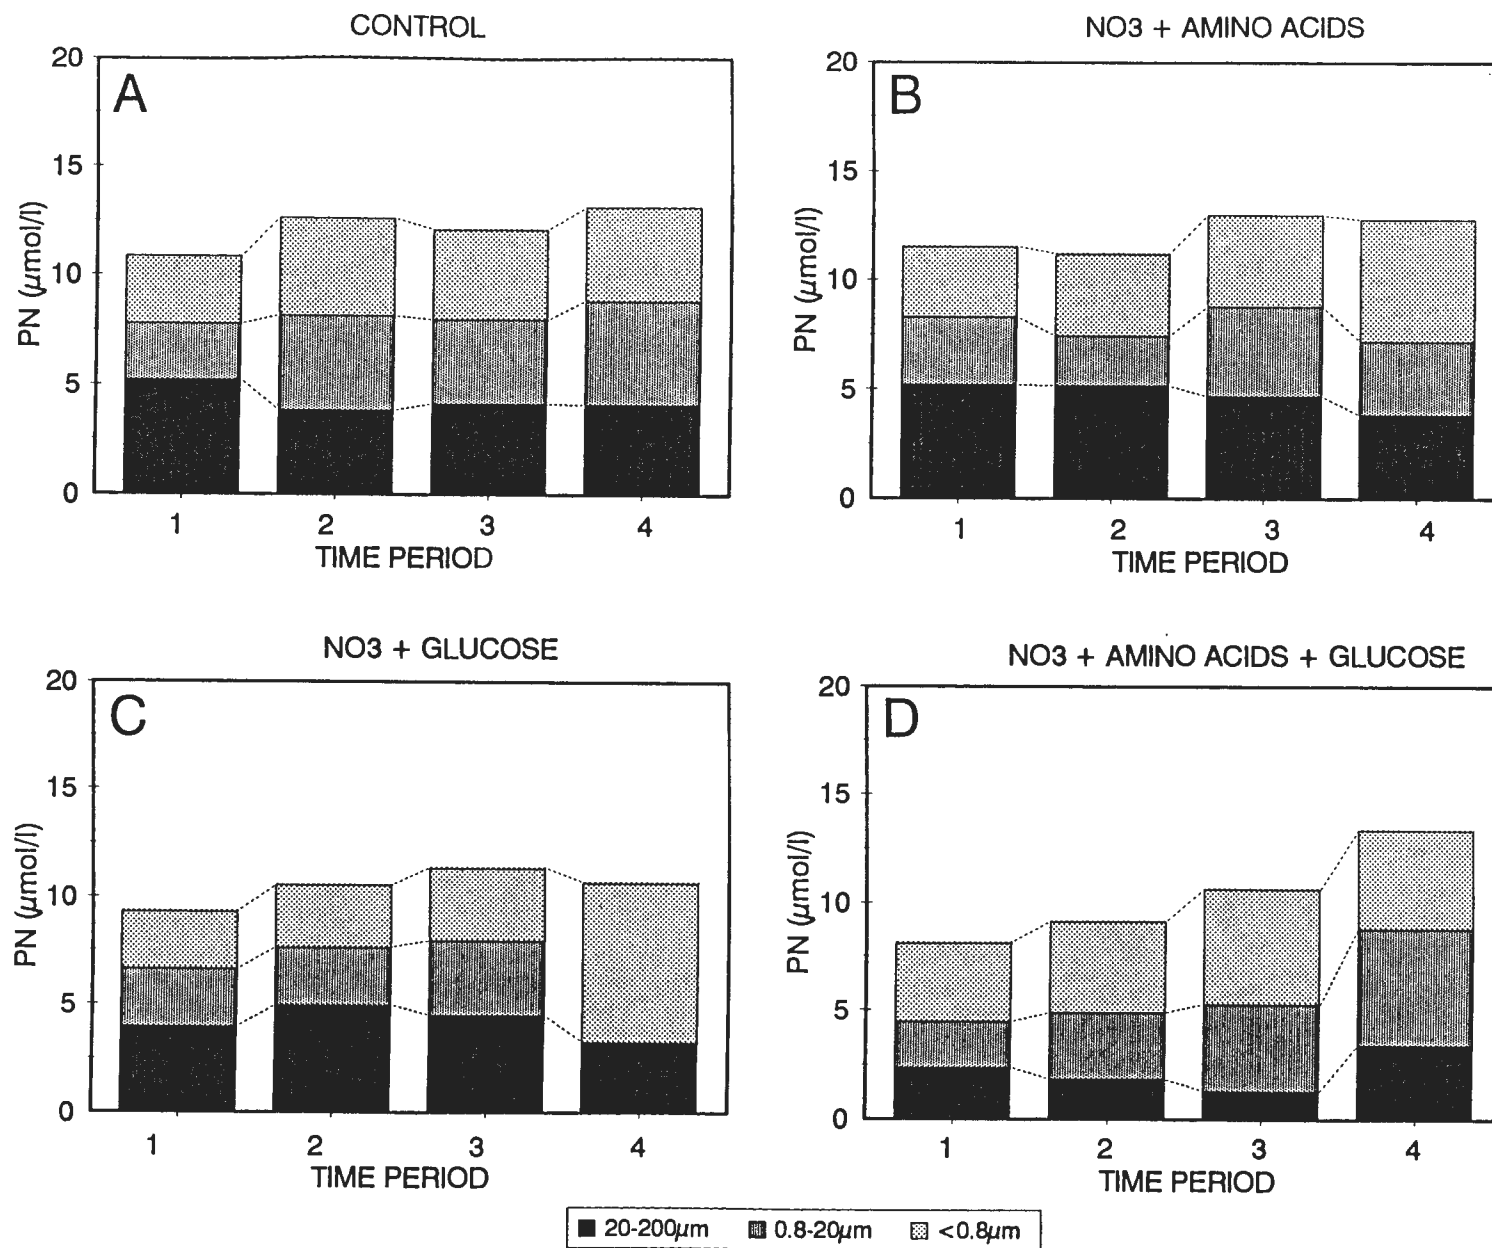 CONTROL
A
20
15
10
5
0
PN (µmol/l)
1 2 3 4
TIME PERIOD
NO3 + AMINO ACIDS
B
20
15
10
5
0
PN (µmol/l)
1 2 3 4
TIME PERIOD
NO3 + GLUCOSE
C
20
15
10
5
0
PN (µmol/l)
1 2 3 4
TIME PERIOD
NO3 + AMINO ACIDS + GLUCOSE
D
20
15
10
5
0
PN (µmol/l)
1 2 3 4
TIME PERIOD
20-200µm 0.8-20µm <0.8µm